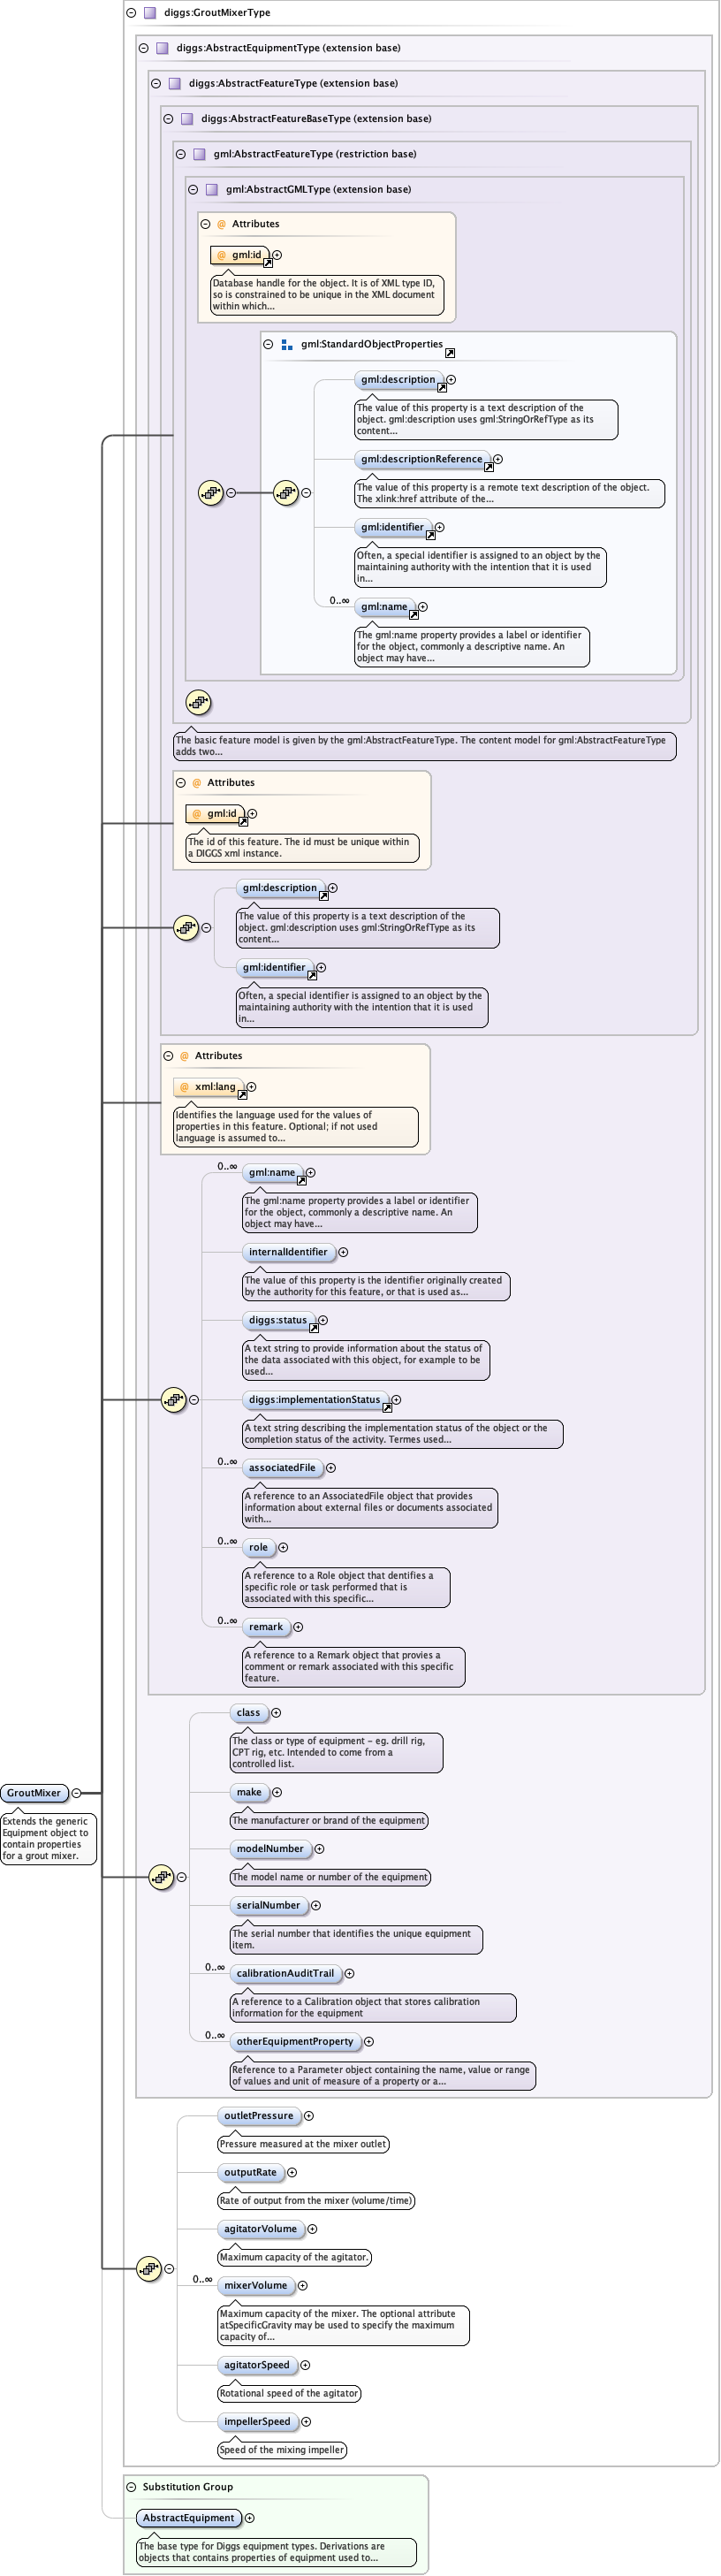 diggs:GroutMixerType
diggs:AbstractEquipmentType (extension base)
diggs:AbstractFeatureType (extension base)
diggs:AbstractFeatureBaseType (extension base)
gml:AbstractFeatureType (restriction base)
gml:AbstractGMLType (extension base)
@ Attributes
@ gml:id
Database handle for the object. It is of XML type ID,
so is constrained to be unique in the XML document
within which...
gml:StandardObjectProperties
gml:description
The value of this property is a text description of the
object. gml:description uses gml:StringOrRefType as its
content...
gml:descriptionReference
The value of this property is a remote text description of the object.
The xlink:href attribute of the...
gml:identifier
Often, a special identifier is assigned to an object by the
maintaining authority with the intention that it is used
in...
0..∞
gml:name
The gml:name property provides a label or identifier
for the object, commonly a descriptive name. An
object may have...
The basic feature model is given by the gml:AbstractFeatureType. The content model for gml:AbstractFeatureType
adds two...
@ Attributes
@ gml:id
The id of this feature. The id must be unique within
a DIGGS xml instance.
gml:description
The value of this property is a text description of the
object. gml:description uses gml:StringOrRefType as its
content...
gml:identifier
Often, a special identifier is assigned to an object by the
maintaining authority with the intention that it is used
in...
@ Attributes
@ xml:lang
Identifies the language used for the values of
properties in this feature. Optional; if not used
language is assumed to...
0..∞
gml:name
The gml:name property provides a label or identifier
for the object, commonly a descriptive name. An
object may have...
internalIdentifier
The value of this property is the identifier originally created
by the authority for this feature, or that is used as...
diggs:status
A text string to provide information about the status of
the data associated with this object, for example to be
used...
diggs:implementationStatus
A text string describing the implementation status of the object or the
completion status of the activity. Termes used...
0..∞
associatedFile
A reference to an AssociatedFile object that provides
information about external files or documents associated
with...
0..∞
role
A reference to a Role object that dentifies a
specific role or task performed that is
associated with this specific...
0..∞
remark
A reference to a Remark object that provies a
comment or remark associated with this specific
feature.
class
The class or type of equipment - eg. drill rig,
CPT rig, etc. Intended to come from a
controlled list.
make
The manufacturer or brand of the equipment
modelNumber
The model name or number of the equipment
serialNumber
The serial number that identifies the unique equipment
item.
0..∞
calibrationAuditTrail
A reference to a Calibration object that stores calibration
information for the equipment
0..∞
otherEquipmentProperty
Reference to a Parameter object containing the name, value or range
of values and unit of measure of a property or a...
GroutMixer
Extends the generic
Equipment object to
contain properties
for a grout mixer.
outletPressure
Pressure measured at the mixer outlet
outputRate
Rate of output from the mixer (volume/time)
agitatorVolume
Maximum capacity of the agitator.
0..∞
mixerVolume
Maximum capacity of the mixer. The optional attribute
atSpecificGravity may be used to specify the maximum
capacity of...
agitatorSpeed
Rotational speed of the agitator
impellerSpeed
Speed of the mixing impeller
Substitution Group
AbstractEquipment
The base type for Diggs equipment types. Derivations are
objects that contains properties of equipment used to...